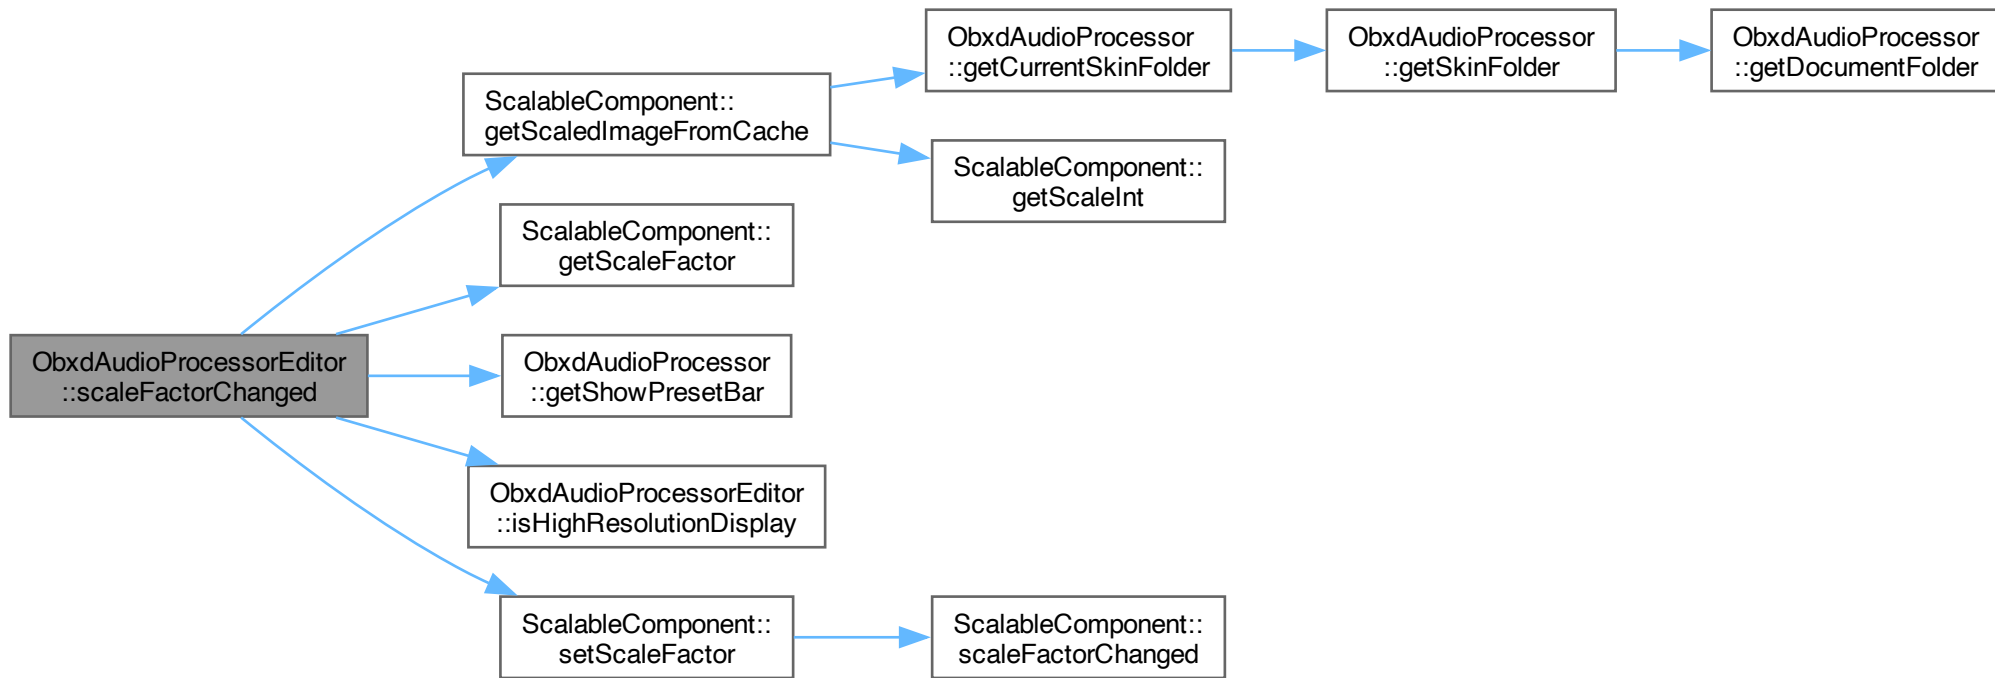 ObxdAudioProcessorEditor
::scaleFactorChanged
ScalableComponent::
getScaledImageFromCache
ObxdAudioProcessor
::getCurrentSkinFolder
ObxdAudioProcessor
::getSkinFolder
ObxdAudioProcessor
::getDocumentFolder
ScalableComponent::
getScaleInt
ScalableComponent::
getScaleFactor
ObxdAudioProcessor
::getShowPresetBar
ObxdAudioProcessorEditor
::isHighResolutionDisplay
ScalableComponent::
setScaleFactor
ScalableComponent::
scaleFactorChanged